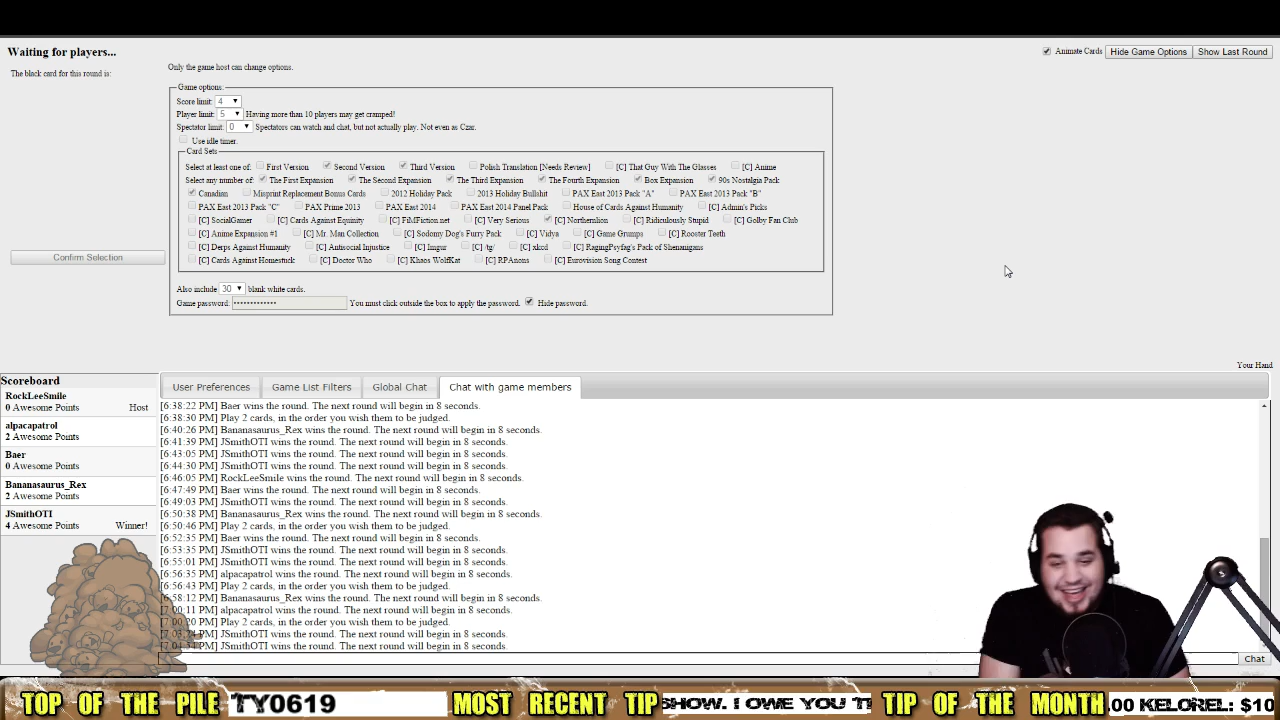 Waiting for players...
The black card for this round is:
Only the game host can change options.
Animate Cards
Hide Game Options
Show Last Round
Game options:
Score limit: 4
Player limit: 5 Having more than 10 players may get cramped!
Spectator limit: 0 Spectators can watch and chat, but not actually play. Not even as Czar.
Use idle timer.
Card Sets
Select at least one of: First Version Second Version Third Version Polish Translation [Needs Review] [C] That Guy With The Glasses [C] Anime
Select any number of: The First Expansion The Second Expansion The Third Expansion The Fourth Expansion Box Expansion 90s Nostalgia Pack
Canadian Misprint Replacement Bonus Cards 2012 Holiday Pack 2013 Holiday Bullshit PAX East 2013 Pack "A" PAX East 2013 Pack "B"
PAX East 2013 Pack "C" PAX Prime 2013 PAX East 2014 PAX East 2014 Panel Pack House of Cards Against Humanity [C] Admin's Picks
[C] SocialGamer [C] Cards Against Equinity [C] FiMFiction.net [C] Very Serious [C] Northernlion [C] Ridiculously Stupid [C] Golby Fan Club
[C] Anime Expansion #1 [C] Mr. Man Collection [C] Sodomy Dog's Furry Pack [C] Vidya [C] Game Grumps [C] Rooster Teeth
[C] Derps Against Humanity [C] Antisocial Injustice [C] Imgur [C] /tg/ [C] xkcd [C] RagingPsyfag's Pack of Shenanigans
[C] Cards Against Homestuck [C] Doctor Who [C] Khaos WolfKat [C] RPAnons [C] Eurovision Song Contest
Confirm Selection
Also include 30 blank white cards.
Game password: ············· You must click outside the box to apply the password. Hide password.
Your Hand
Scoreboard
RockLeeSmile
0 Awesome Points Host
alpacapatrol
2 Awesome Points
Baer
0 Awesome Points
Bananasaurus_Rex
2 Awesome Points
JSmithOTI
4 Awesome Points Winner!
User Preferences
Game List Filters
Global Chat
Chat with game members
[6:38:22 PM] Baer wins the round. The next round will begin in 8 seconds.
[6:38:30 PM] Play 2 cards, in the order you wish them to be judged.
[6:40:26 PM] Bananasaurus_Rex wins the round. The next round will begin in 8 seconds.
[6:41:39 PM] JSmithOTI wins the round. The next round will begin in 8 seconds.
[6:43:05 PM] JSmithOTI wins the round. The next round will begin in 8 seconds.
[6:44:30 PM] JSmithOTI wins the round. The next round will begin in 8 seconds.
[6:46:05 PM] RockLeeSmile wins the round. The next round will begin in 8 seconds.
[6:47:49 PM] Baer wins the round. The next round will begin in 8 seconds.
[6:49:03 PM] JSmithOTI wins the round. The next round will begin in 8 seconds.
[6:50:38 PM] Bananasaurus_Rex wins the round. The next round will begin in 8 seconds.
[6:50:46 PM] Play 2 cards, in the order you wish them to be judged.
[6:52:35 PM] Baer wins the round. The next round will begin in 8 seconds.
[6:53:35 PM] JSmithOTI wins the round. The next round will begin in 8 seconds.
[6:55:01 PM] JSmithOTI wins the round. The next round will begin in 8 seconds.
[6:56:35 PM] alpacapatrol wins the round. The next round will begin in 8 seconds.
[6:56:43 PM] Play 2 cards, in the order you wish them to be judged.
[6:58:12 PM] Bananasaurus_Rex wins the round. The next round will begin in 8 seconds.
[7:00:11 PM] alpacapatrol wins the round. The next round will begin in 8 seconds.
[7:00:20 PM] Play 2 cards, in the order you wish them to be judged.
PM] JSmithOTI wins the round. The next round will begin in 8 seconds.
PM] JSmithOTI wins the round. The next round will begin in 8 seconds.
Chat
TOP OF THE PILE TY0619 MOST RECENT TIP SHOW. I OWE YOU TIP OF THE MONTH .00 KELOREL: $10